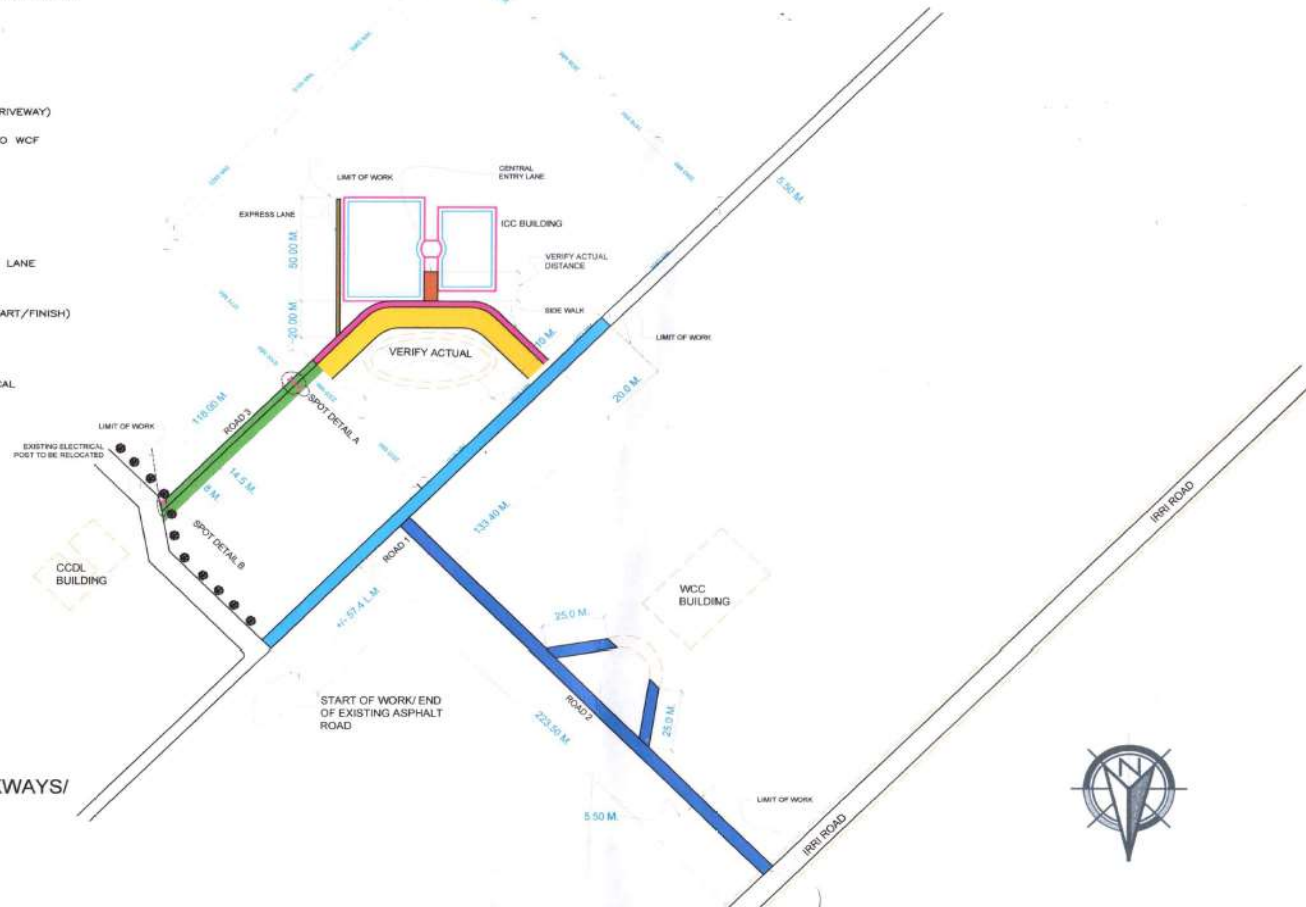 RIVEWAY)
O WCF
LANE
ART/FINISH)
CAL
WAYS/
LIMIT OF WORK
CENTRAL
ENTRY LANE
EXPRESS LANE
ICC BUILDING
50.00 M.
VERIFY ACTUAL
DISTANCE
SIDE WALK
20.00 M.
10 M.
VERIFY ACTUAL
LIMIT OF WORK
5.50 M.
20.0 M.
118.00 M.
ROAD 3
SPOT DETAIL A
LIMIT OF WORK
EXISTING ELECTRICAL
POST TO BE RELOCATED
14.5 M.
8 M.
SPOT DETAIL B
CCDL
BUILDING
133.40 M.
ROAD 1
+/- 57.4 L.M.
WCC
BUILDING
25.0 M.
IRRI ROAD
START OF WORK/ END
OF EXISTING ASPHALT
ROAD
ROAD 2
25.0 M.
223.50 M.
5.50 M.
LIMIT OF WORK
IRRI ROAD
N